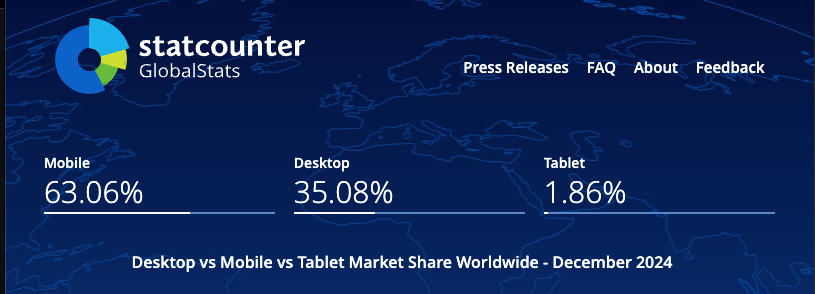 statcounter
GlobalStats
Press Releases FAQ About Feedback
Mobile Desktop Tablet
63.06% 35.08% 1.86%
Desktop vs Mobile vs Tablet Market Share Worldwide - December 2024